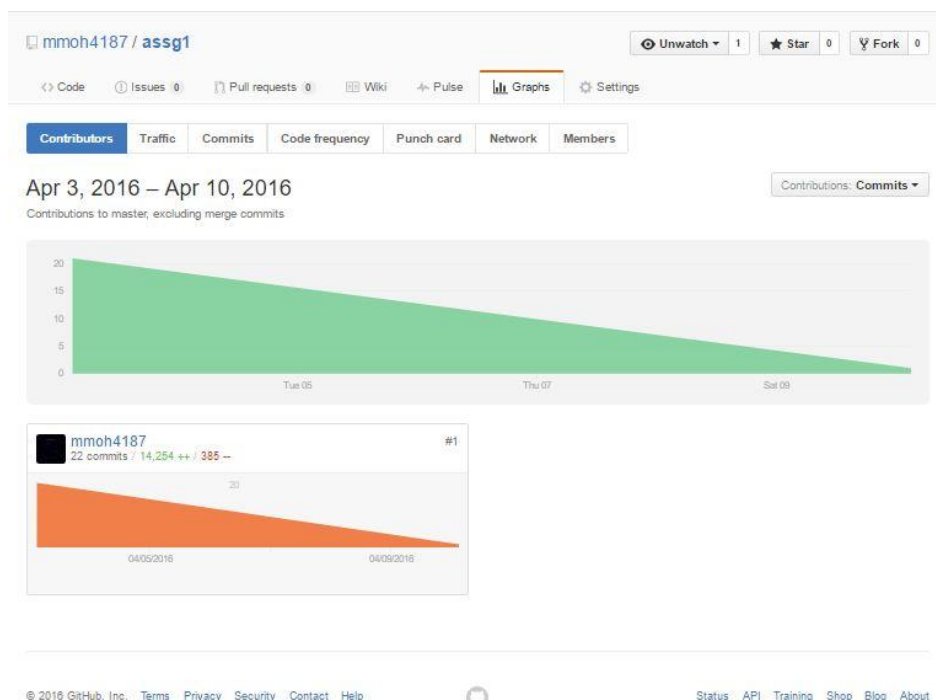 mmoh4187 / assg1
Unwatch 1 Star 0 Fork 0
<> Code Issues 0 Pull requests 0 Wiki Pulse Graphs Settings
Contributors Traffic Commits Code frequency Punch card Network Members
Apr 3, 2016 – Apr 10, 2016
Contributions: Commits
Contributions to master, excluding merge commits
20
15
10
5
0
Tue 05 Thu 07 Sat 09
mmoh4187 #1
22 commits / 14,254 ++ / 385 --
20
04/05/2016 04/09/2016
© 2016 GitHub, Inc. Terms Privacy Security Contact Help Status API Training Shop Blog About